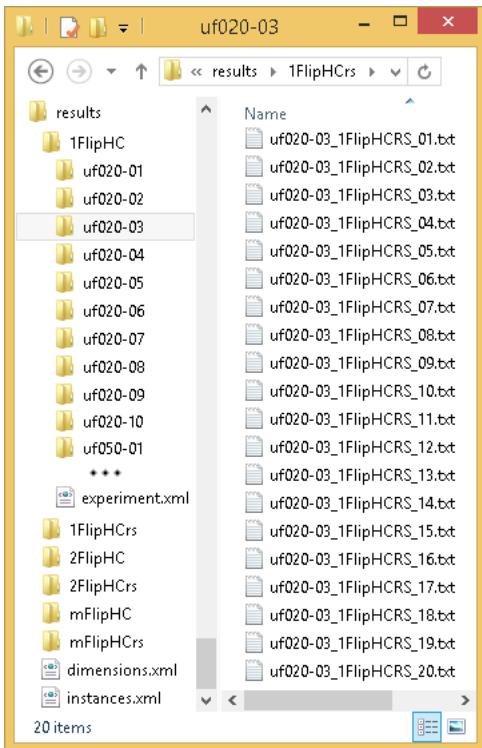 uf020-03
« results 1FlipHCrs
results
1FlipHC
uf020-01
uf020-02
uf020-03
uf020-04
uf020-05
uf020-06
uf020-07
uf020-08
uf020-09
uf020-10
uf050-01
•••
experiment.xml
1FlipHCrs
2FlipHC
2FlipHCrs
mFlipHC
mFlipHCrs
dimensions.xml
instances.xml
Name
uf020-03_1FlipHCRS_01.txt
uf020-03_1FlipHCRS_02.txt
uf020-03_1FlipHCRS_03.txt
uf020-03_1FlipHCRS_04.txt
uf020-03_1FlipHCRS_05.txt
uf020-03_1FlipHCRS_06.txt
uf020-03_1FlipHCRS_07.txt
uf020-03_1FlipHCRS_08.txt
uf020-03_1FlipHCRS_09.txt
uf020-03_1FlipHCRS_10.txt
uf020-03_1FlipHCRS_11.txt
uf020-03_1FlipHCRS_12.txt
uf020-03_1FlipHCRS_13.txt
uf020-03_1FlipHCRS_14.txt
uf020-03_1FlipHCRS_15.txt
uf020-03_1FlipHCRS_16.txt
uf020-03_1FlipHCRS_17.txt
uf020-03_1FlipHCRS_18.txt
uf020-03_1FlipHCRS_19.txt
uf020-03_1FlipHCRS_20.txt
20 items